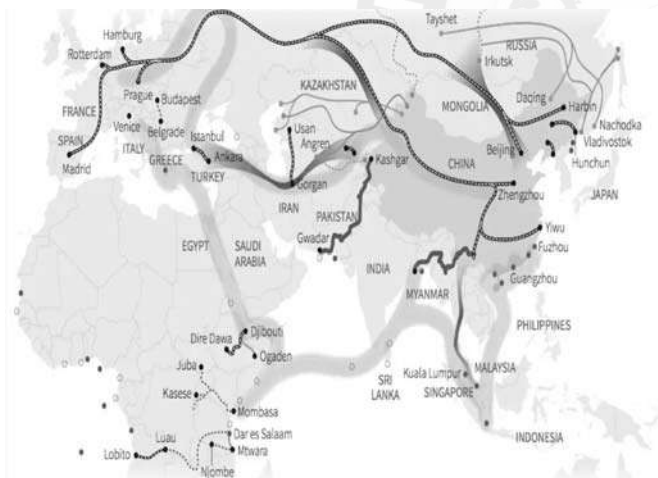 Tayshet
Hamburg
Rotterdam
RUSSIA
Irkutsk
KAZAKHSTAN
Prague
Budapest
Daqing
Harbin
MONGOLIA
FRANCE
Venice
Belgrade
Istanbul
Usan
Angren
Nachodka
Vladivostok
SPAIN
ITALY
Ankara
Beijing
Madrid
GREECE
Kashgar
CHINA
Hunchun
TURKEY
Gorgan
Zhengzhou
JAPAN
IRAN
PAKISTAN
Yiwu
EGYPT
SAUDI
ARABIA
Gwadar
Fuzhou
INDIA
Guangzhou
MYANMAR
Djibouti
PHILIPPINES
Dire Dawa
Ogaden
Juba
SRI
LANKA
Kuala Lumpur
MALAYSIA
SINGAPORE
Kasese
Mombasa
Dar es Salaam
INDONESIA
Luau
Lobito
Mtwara
Niombe